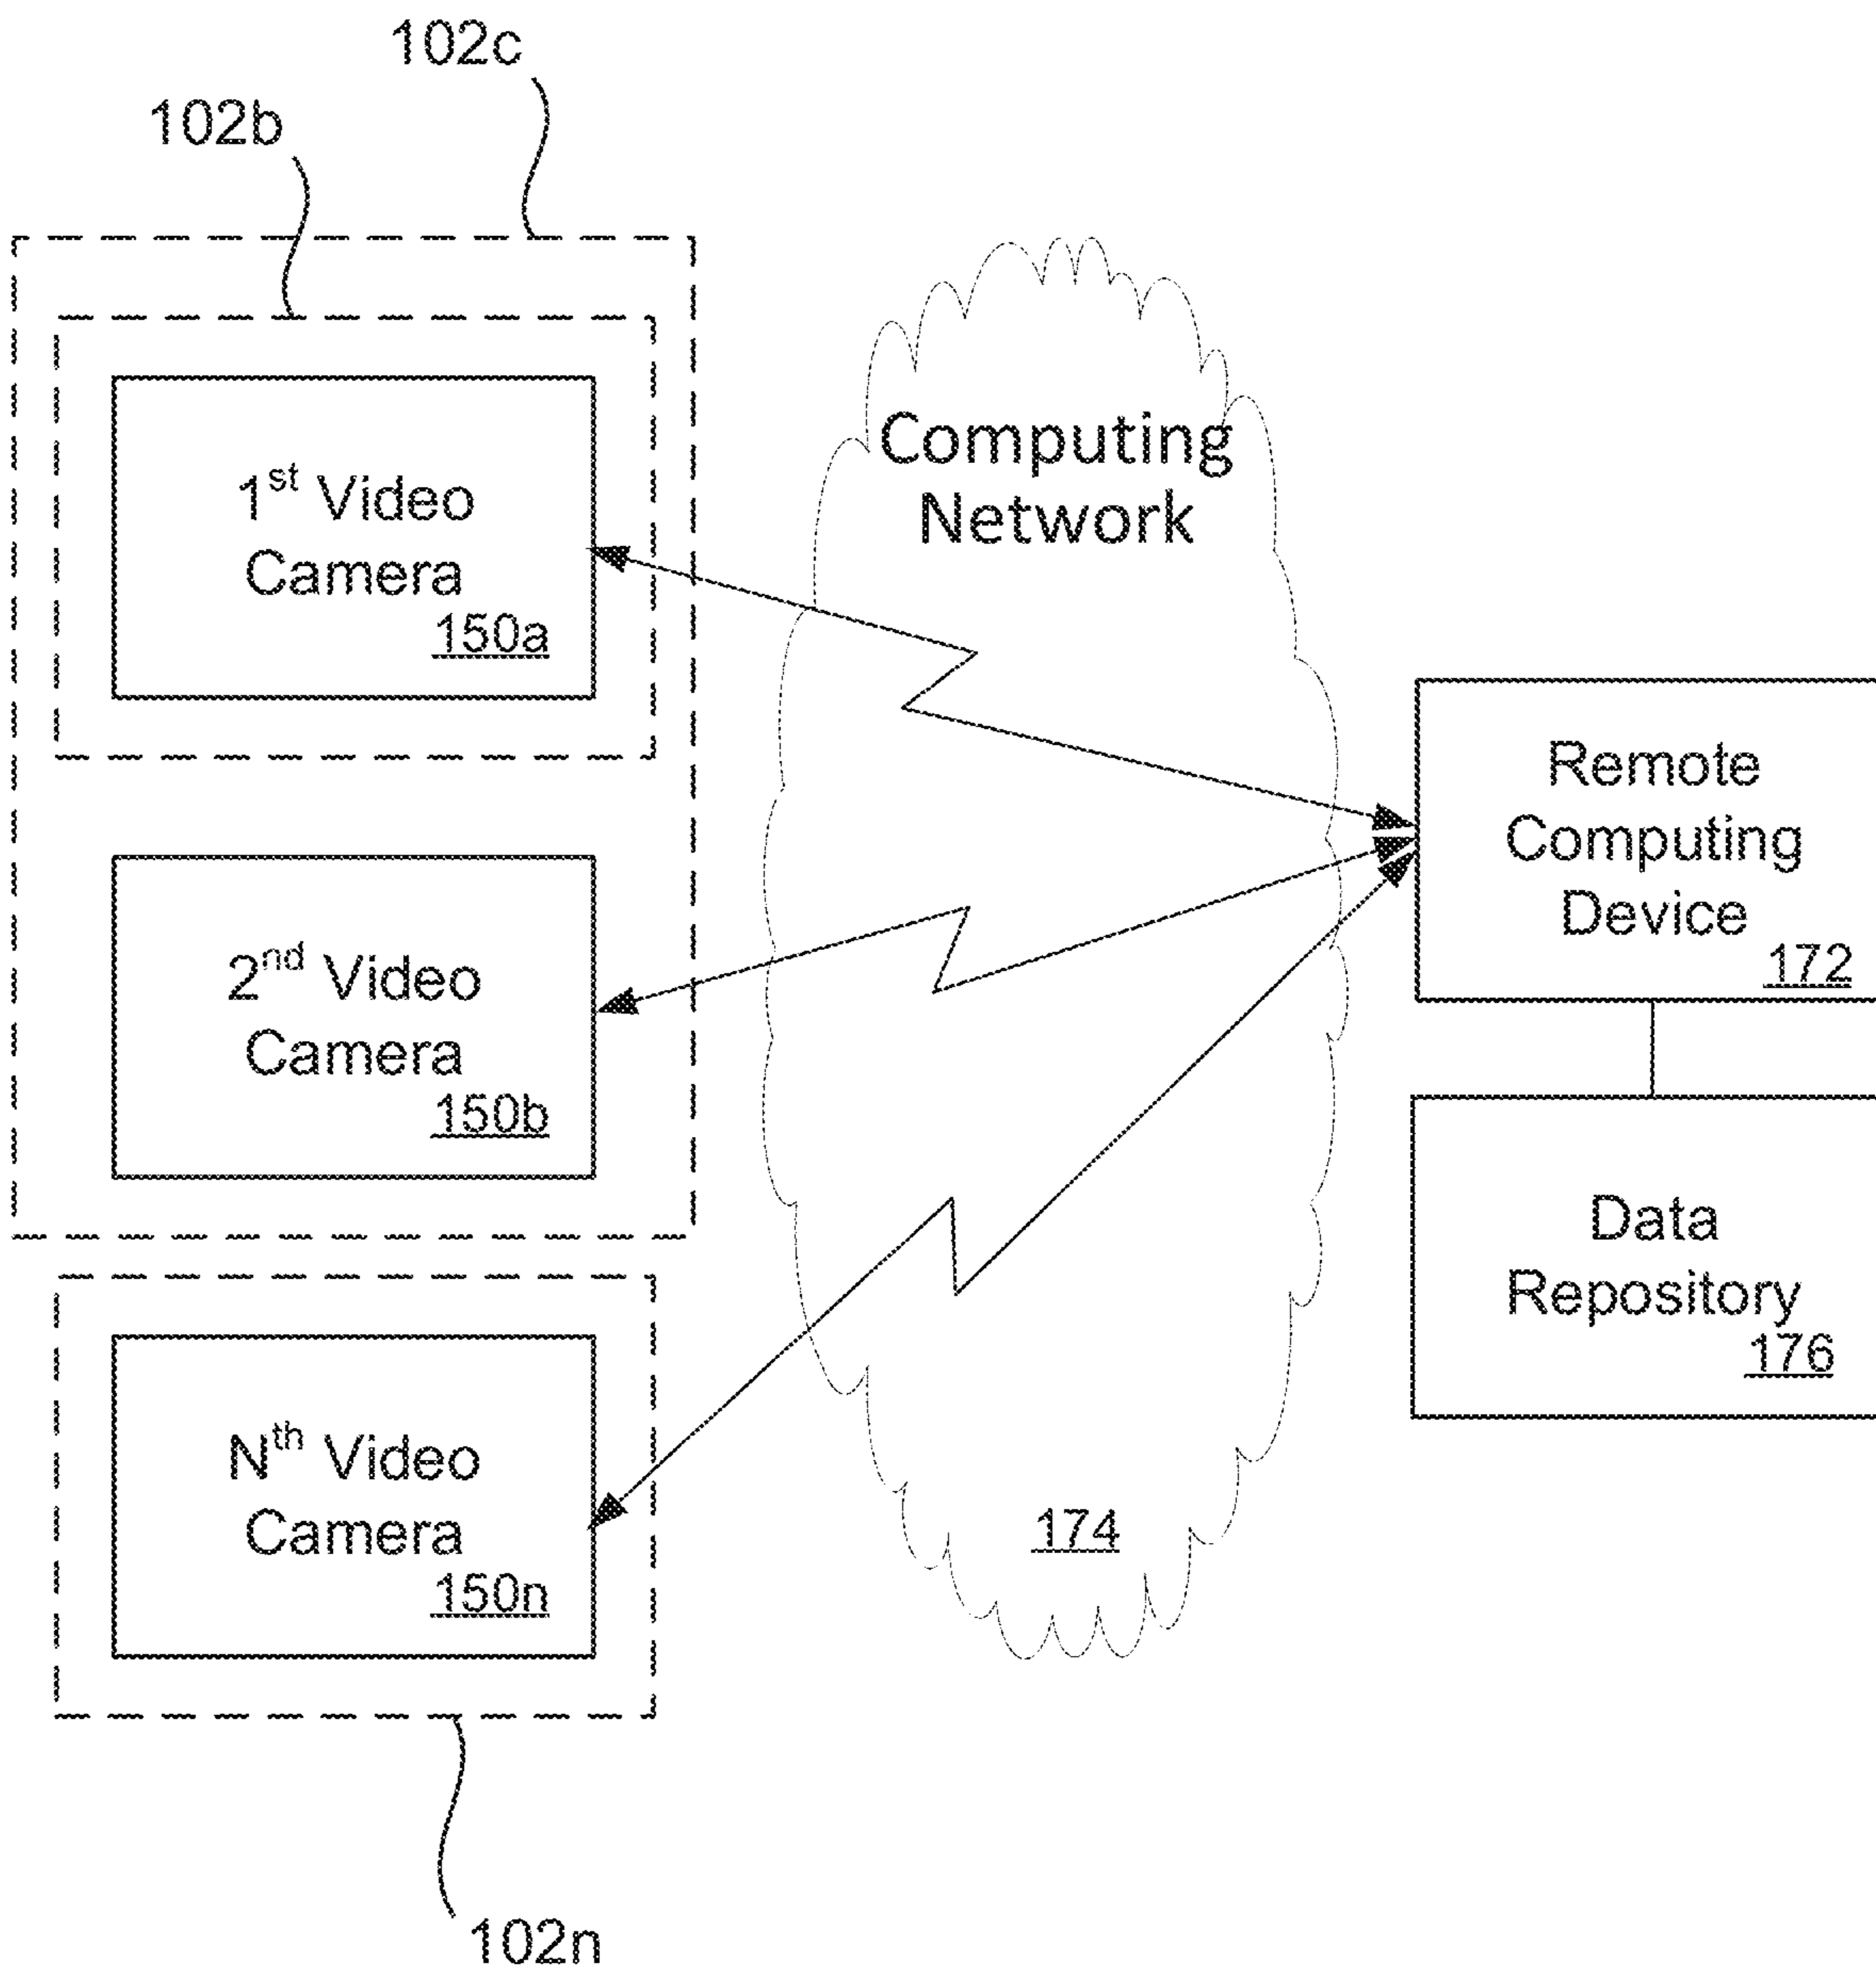 102c
102b
1st Video
Camera
150a
2nd Video
Camera
150b
Nth Video
Camera
150n
102n
Computing
Network
174
Remote
Computing
Device
172
Data
Repository
176